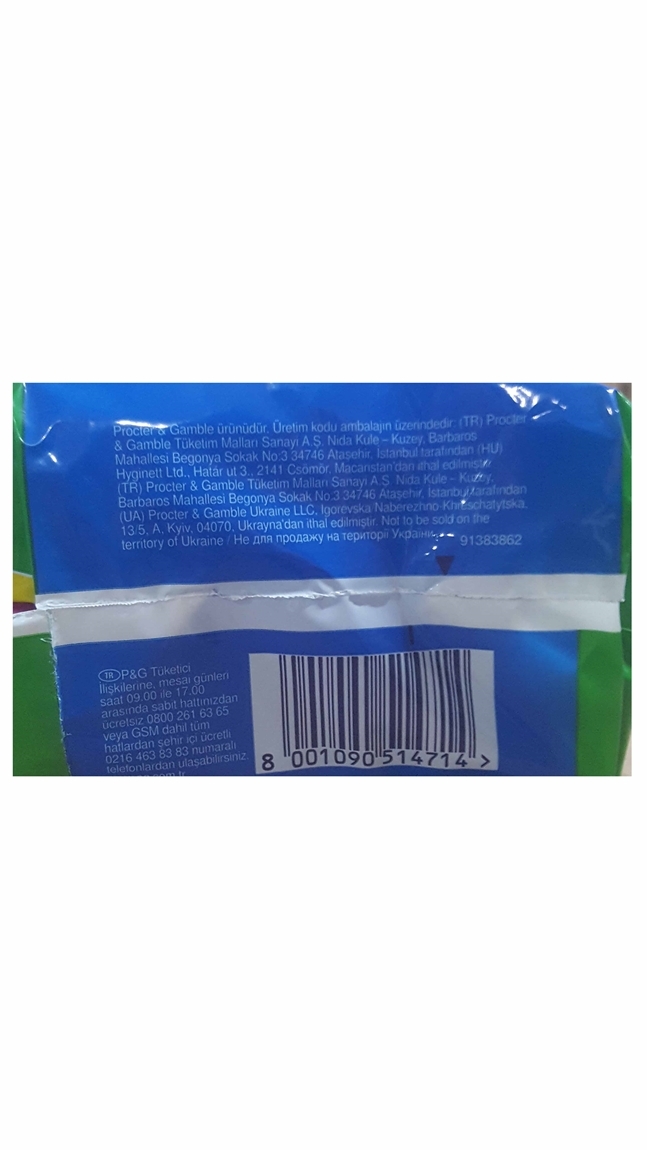 Procter & Gamble ürünüdür. Üretim kodu ambalajın üzerindedir. (TR) Procter
& Gamble Tüketim Malları Sanayi A.Ş. Nida Kule – Kuzey, Barbaros
Mahallesi Begonya Sokak No:3 34746 Ataşehir, İstanbul tarafından (HU)
Hyginett Ltd., Határ út 3., 2141 Csömör, Macaristan'dan ithal edilmiştir.
(TR) Procter & Gamble Tüketim Malları Sanayi A.Ş. Nida Kule – Kuzey,
Barbaros Mahallesi Begonya Sokak No:3 34746 Ataşehir, İstanbul tarafından
(UA) Procter & Gamble Ukraine LLC, Igorevska/Naberezhno-Khreschatytska,
13/5, A, Kyiv, 04070, Ukrayna'dan ithal edilmiştir. Not to be sold on the
territory of Ukraine / Не для продажу на території України. 91383862
TR P&G Tüketici
İlişkilerine, mesai günleri
saat 09.00 ile 17.00
arasında sabit hattınızdan
ücretsiz 0800 261 63 65
veya GSM dahil tüm
hatlardan şehir içi ücretli
0216 463 83 83 numaralı
telefonlardan ulaşabilirsiniz.
8 001090 514714 >